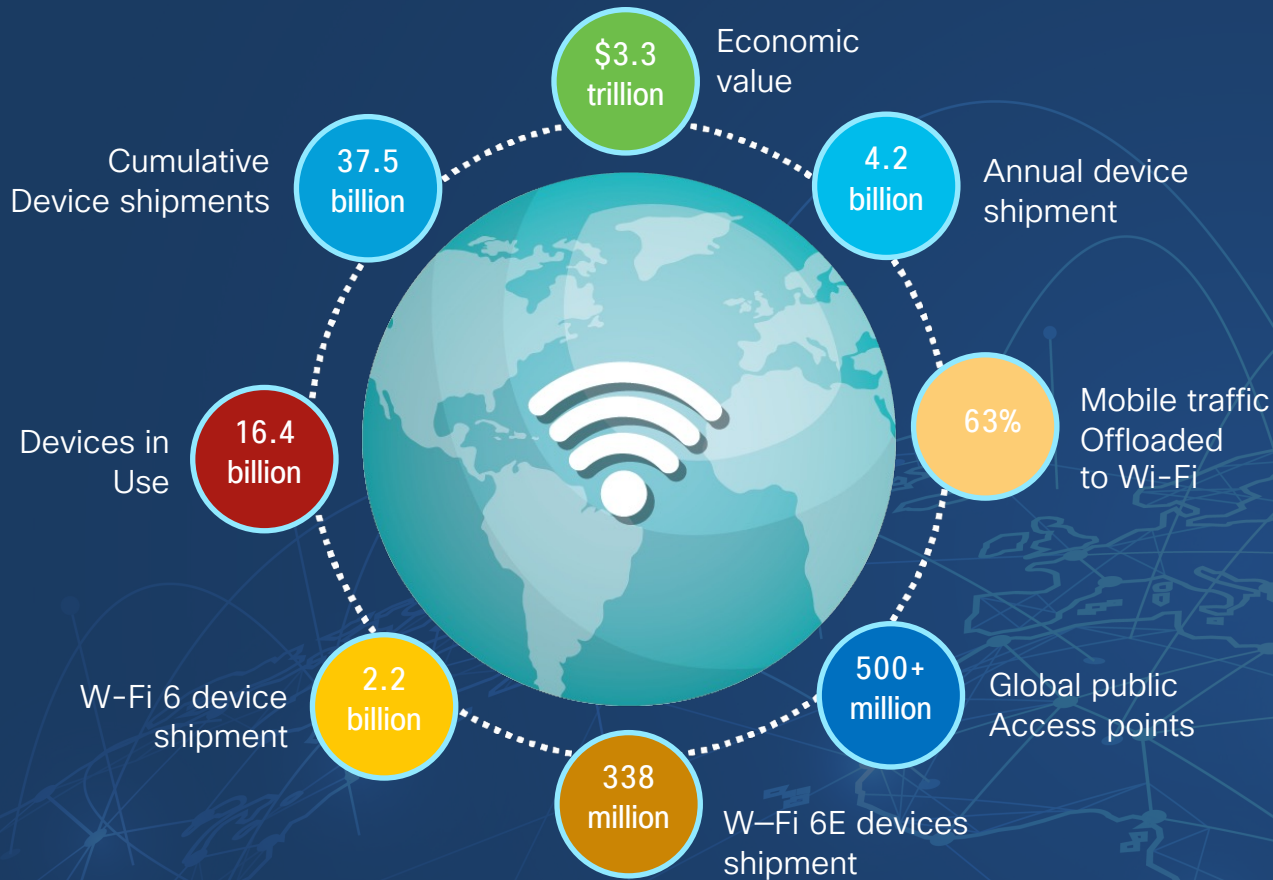 $3.3
trillion
Economic
value
4.2
billion
Annual device
shipment
63%
Mobile traffic
Offloaded
to Wi-Fi
500+
million
Global public
Access points
338
million
W–Fi 6E devices
shipment
2.2
billion
W-Fi 6 device
shipment
16.4
billion
Devices in
Use
37.5
billion
Cumulative
Device shipments